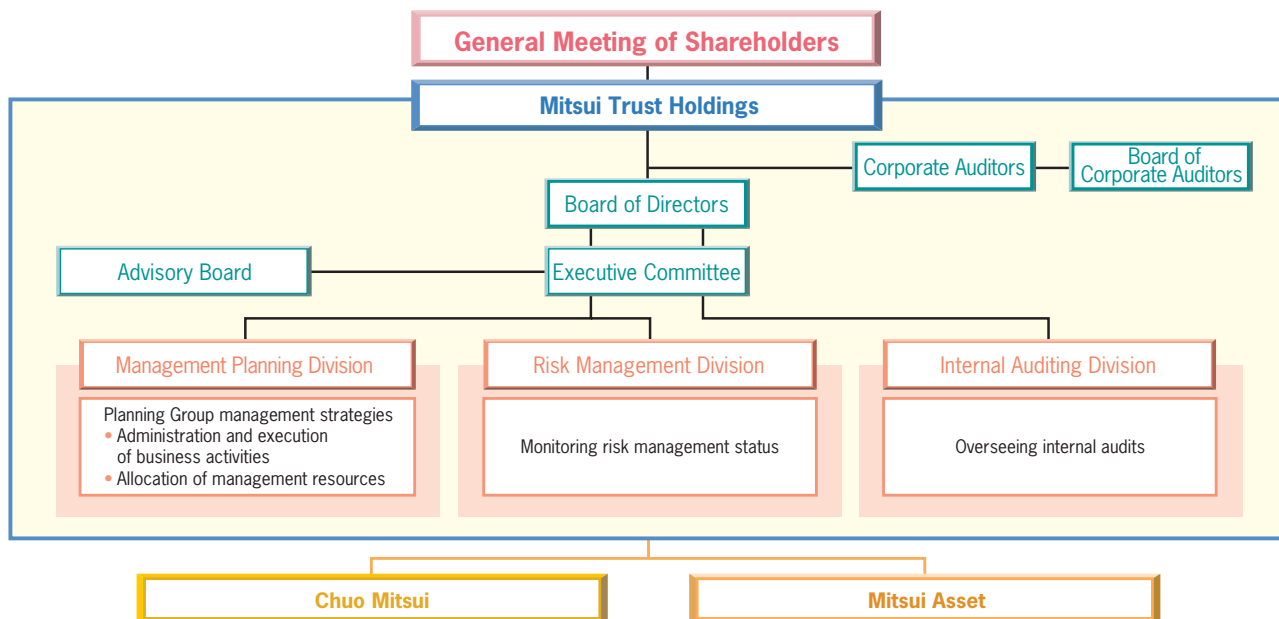 General Meeting of Shareholders
Mitsui Trust Holdings
Corporate Auditors
Board of
Corporate Auditors
Board of Directors
Advisory Board
Executive Committee
Management Planning Division
Planning Group management strategies
• Administration and execution
of business activities
• Allocation of management resources
Risk Management Division
Monitoring risk management status
Internal Auditing Division
Overseeing internal audits
Chuo Mitsui
Mitsui Asset